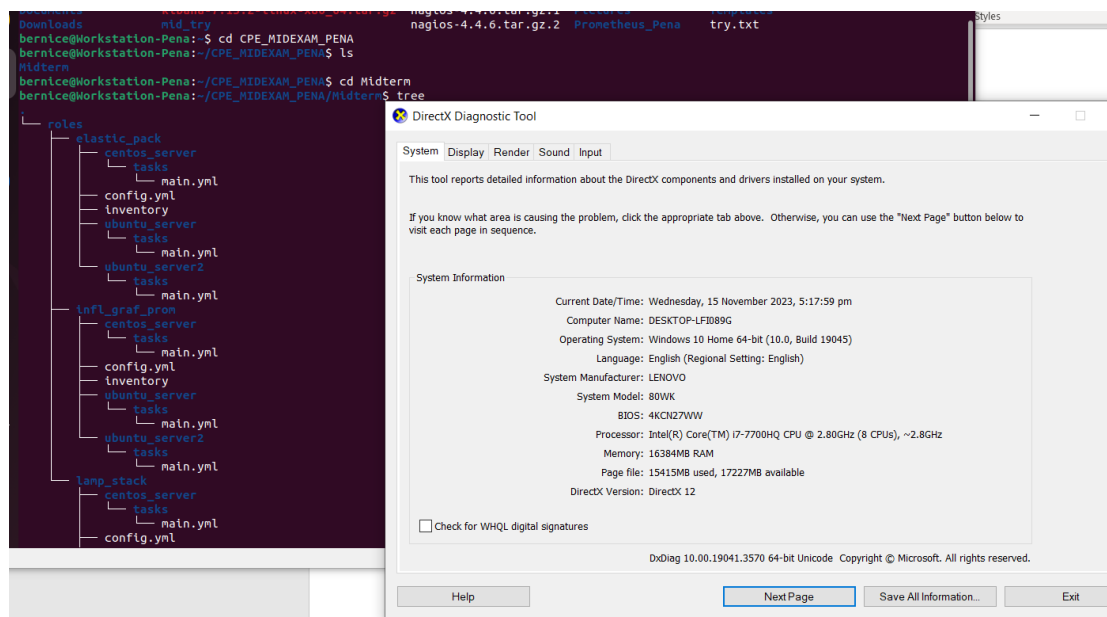 Documents kibana-7.15.2-linux-x86_64.tar.gz nagios-4.4.6.tar.gz.1 Pictures Templates
Downloads mid_try nagios-4.4.6.tar.gz.2 Prometheus_Pena try.txt
bernice@Workstation-Pena:~$ cd CPE_MIDEXAM_PENA
bernice@Workstation-Pena:~/CPE_MIDEXAM_PENA$ ls
Midterm
bernice@Workstation-Pena:~/CPE_MIDEXAM_PENA$ cd Midterm
bernice@Workstation-Pena:~/CPE_MIDEXAM_PENA/Midterm$ tree
.
└── roles
├── elastic_pack
├── centos_server
└── tasks
└── main.yml
├── config.yml
├── inventory
├── ubuntu_server
└── tasks
└── main.yml
└── ubuntu_server2
└── tasks
└── main.yml
├── infl_graf_prom
├── centos_server
└── tasks
└── main.yml
├── config.yml
├── inventory
├── ubuntu_server
└── tasks
└── main.yml
└── ubuntu_server2
└── tasks
└── main.yml
└── lamp_stack
├── centos_server
└── tasks
└── main.yml
├── config.yml
Styles
DirectX Diagnostic Tool
System Display Render Sound Input
This tool reports detailed information about the DirectX components and drivers installed on your system.
If you know what area is causing the problem, click the appropriate tab above. Otherwise, you can use the "Next Page" button below to
visit each page in sequence.
System Information
Current Date/Time: Wednesday, 15 November 2023, 5:17:59 pm
Computer Name: DESKTOP-LFI089G
Operating System: Windows 10 Home 64-bit (10.0, Build 19045)
Language: English (Regional Setting: English)
System Manufacturer: LENOVO
System Model: 80WK
BIOS: 4KCN27WW
Processor: Intel(R) Core(TM) i7-7700HQ CPU @ 2.80GHz (8 CPUs), ~2.8GHz
Memory: 16384MB RAM
Page file: 15415MB used, 17227MB available
DirectX Version: DirectX 12
Check for WHQL digital signatures
DxDiag 10.00.19041.3570 64-bit Unicode Copyright © Microsoft. All rights reserved.
Help Next Page Save All Information... Exit